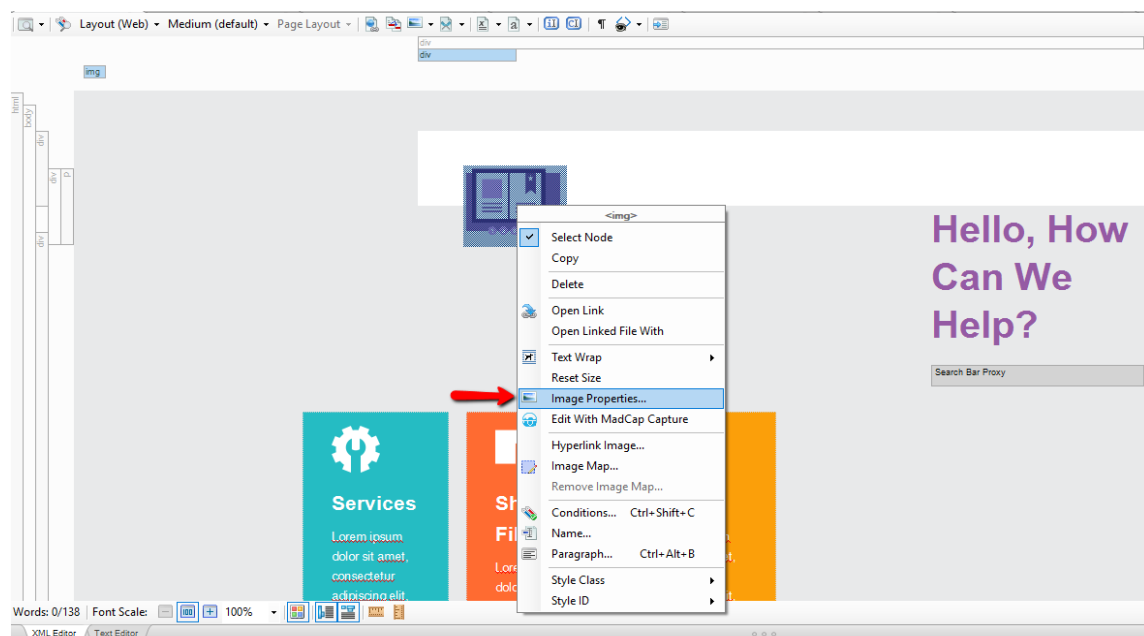 Layout (Web) Medium (default) Page Layout
div
div
img
html
body
div
div
p
div
<img>
Select Node
Copy
Delete
Open Link
Open Linked File With
Text Wrap
Reset Size
Image Properties...
Edit With MadCap Capture
Hyperlink Image...
Image Map...
Remove Image Map...
Conditions... Ctrl+Shift+C
Name...
Paragraph... Ctrl+Alt+B
Style Class
Style ID
Hello, How
Can We
Help?
Search Bar Proxy
Services
Lorem ipsum
dolor sit amet,
consectetur
adipiscing elit.
Words: 0/138 Font Scale: 100%
XML Editor Text Editor